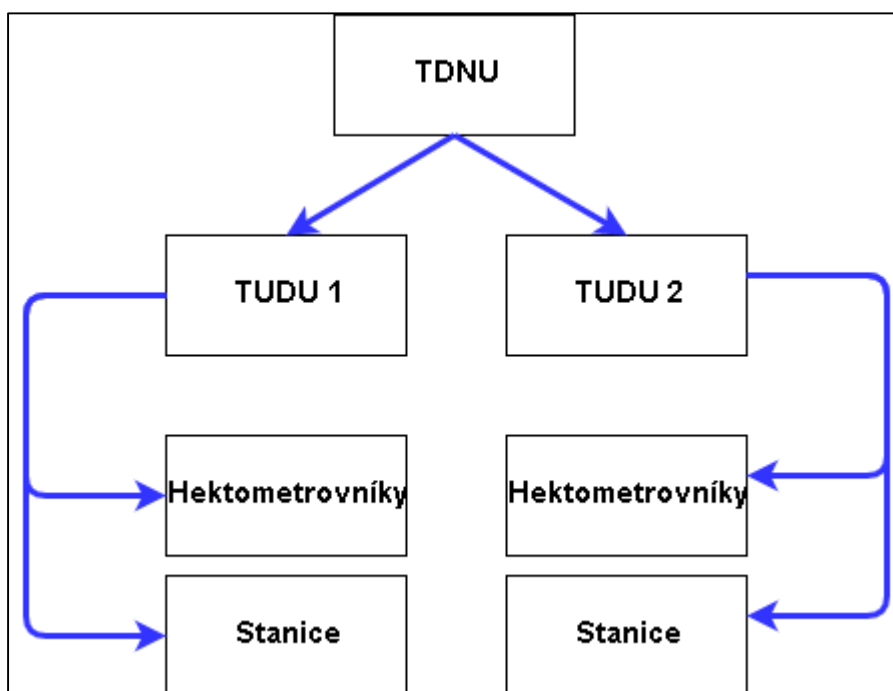 TDNU
TUDU 1
TUDU 2
Hektometrovníky
Hektometrovníky
Stanice
Stanice